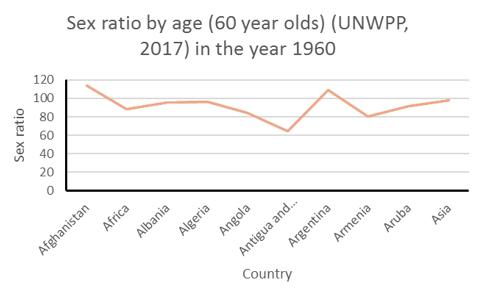 Sex ratio by age (60 year olds) (UNWPP,
2017) in the year 1960
120
100
80
60
40
20
0
Sex ratio
Afghanistan
Africa
Albania
Algeria
Angola
Antigua and...
Argentina
Armenia
Aruba
Asia
Country